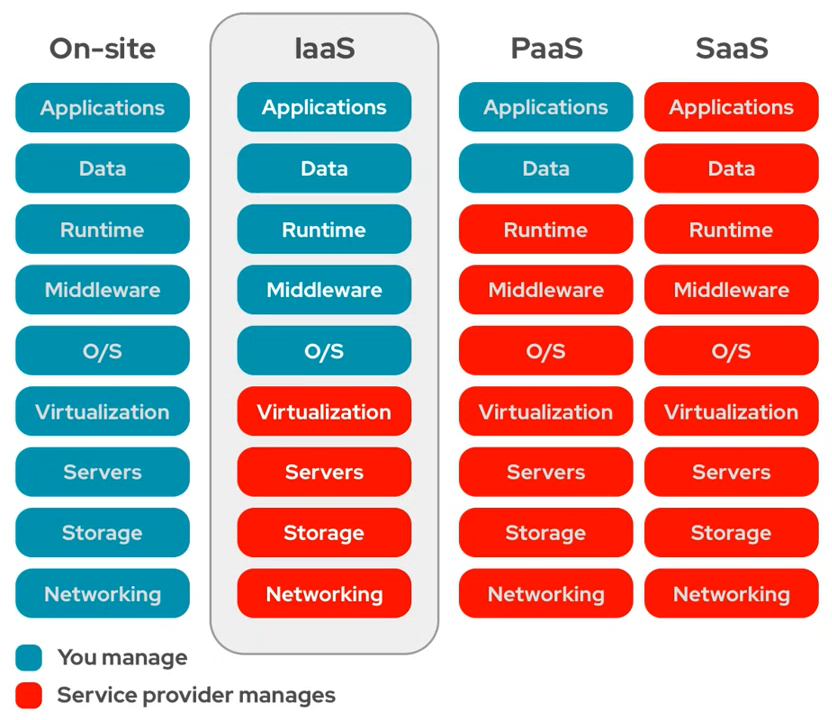 On-site IaaS PaaS SaaS
Applications Applications Applications Applications
Data Data Data Data
Runtime Runtime Runtime Runtime
Middleware Middleware Middleware Middleware
O/S O/S O/S O/S
Virtualization Virtualization Virtualization Virtualization
Servers Servers Servers Servers
Storage Storage Storage Storage
Networking Networking Networking Networking
You manage
Service provider manages